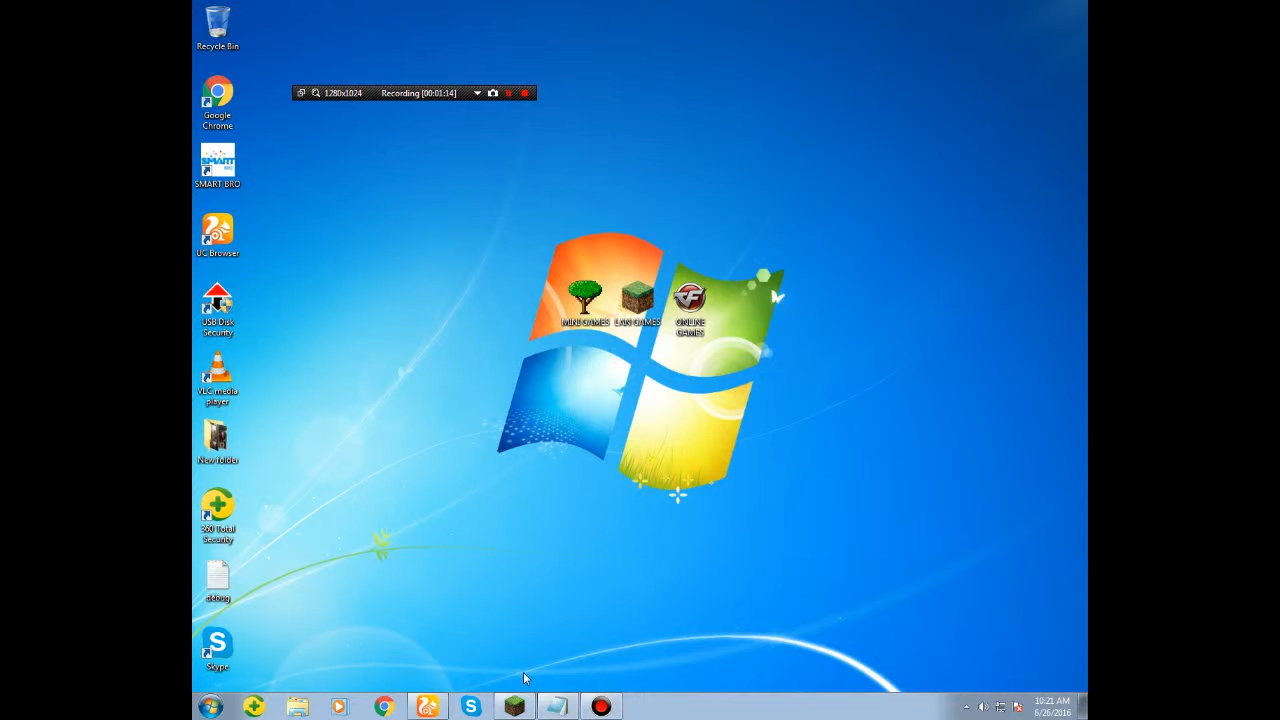 Recycle Bin
1280x1024 Recording [00:01:14]
Google
Chrome
SMART
SMART BRO
UC Browser
MINI GAMES LAN GAMES ONLINE
GAMES
USB Disk
Security
VLC media
player
New folder
360 Total
Security
debug
S
Skype
S
10:21 AM
6/26/2016